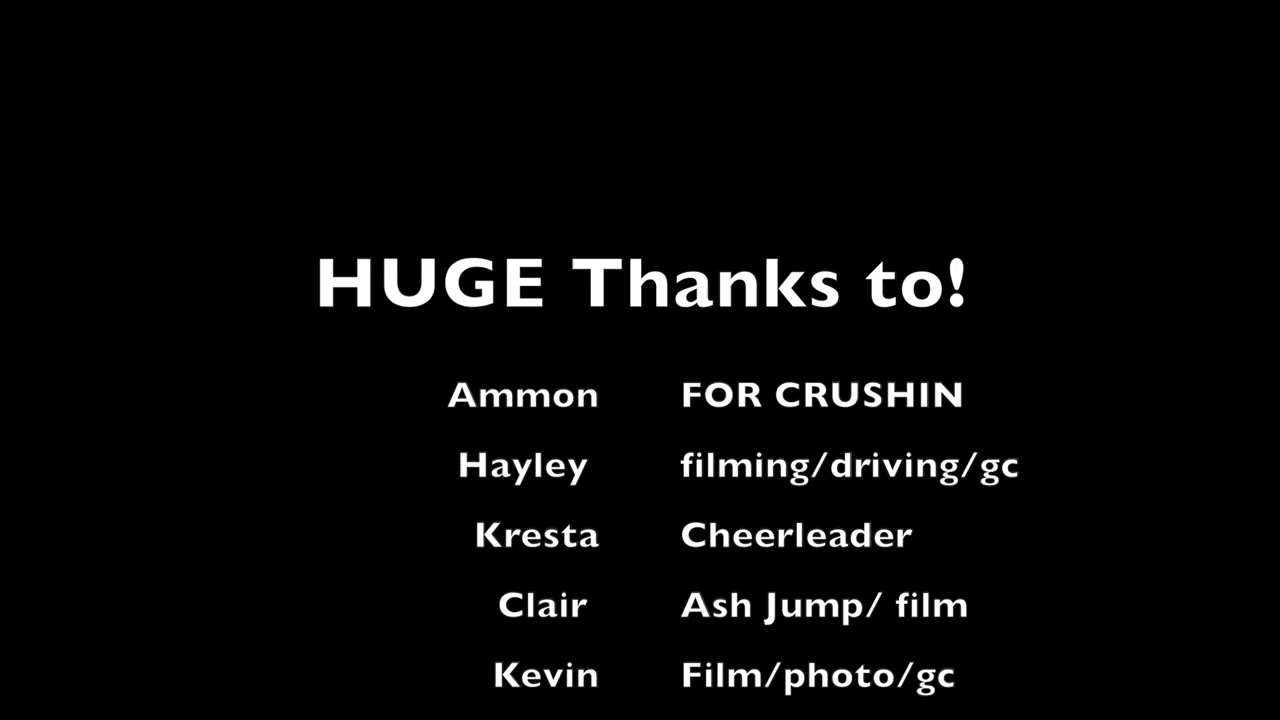 HUGE Thanks to!
Ammon FOR CRUSHIN
Hayley filming/driving/gc
Kresta Cheerleader
Clair Ash Jump/ film
Kevin Film/photo/gc